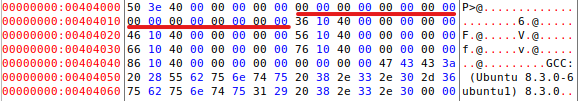 00000000:00404000 50 3e 40 00 00 00 00 00 00 00 00 00 00 00 00 00 P>@.............
00000000:00404010 00 00 00 00 00 00 00 00 36 10 40 00 00 00 00 00 ........6.@.....
00000000:00404020 46 10 40 00 00 00 00 00 56 10 40 00 00 00 00 00 F.@.....V.@.....
00000000:00404030 66 10 40 00 00 00 00 00 76 10 40 00 00 00 00 00 f.@.....v.@.....
00000000:00404040 86 10 40 00 00 00 00 00 00 00 00 00 47 43 43 3a ..@.........GCC:
00000000:00404050 20 28 55 62 75 6e 74 75 20 38 2e 33 2e 30 2d 36 (Ubuntu 8.3.0-6
00000000:00404060 75 62 75 6e 74 75 31 29 20 38 2e 33 2e 30 00 00 ubuntu1) 8.3.0..